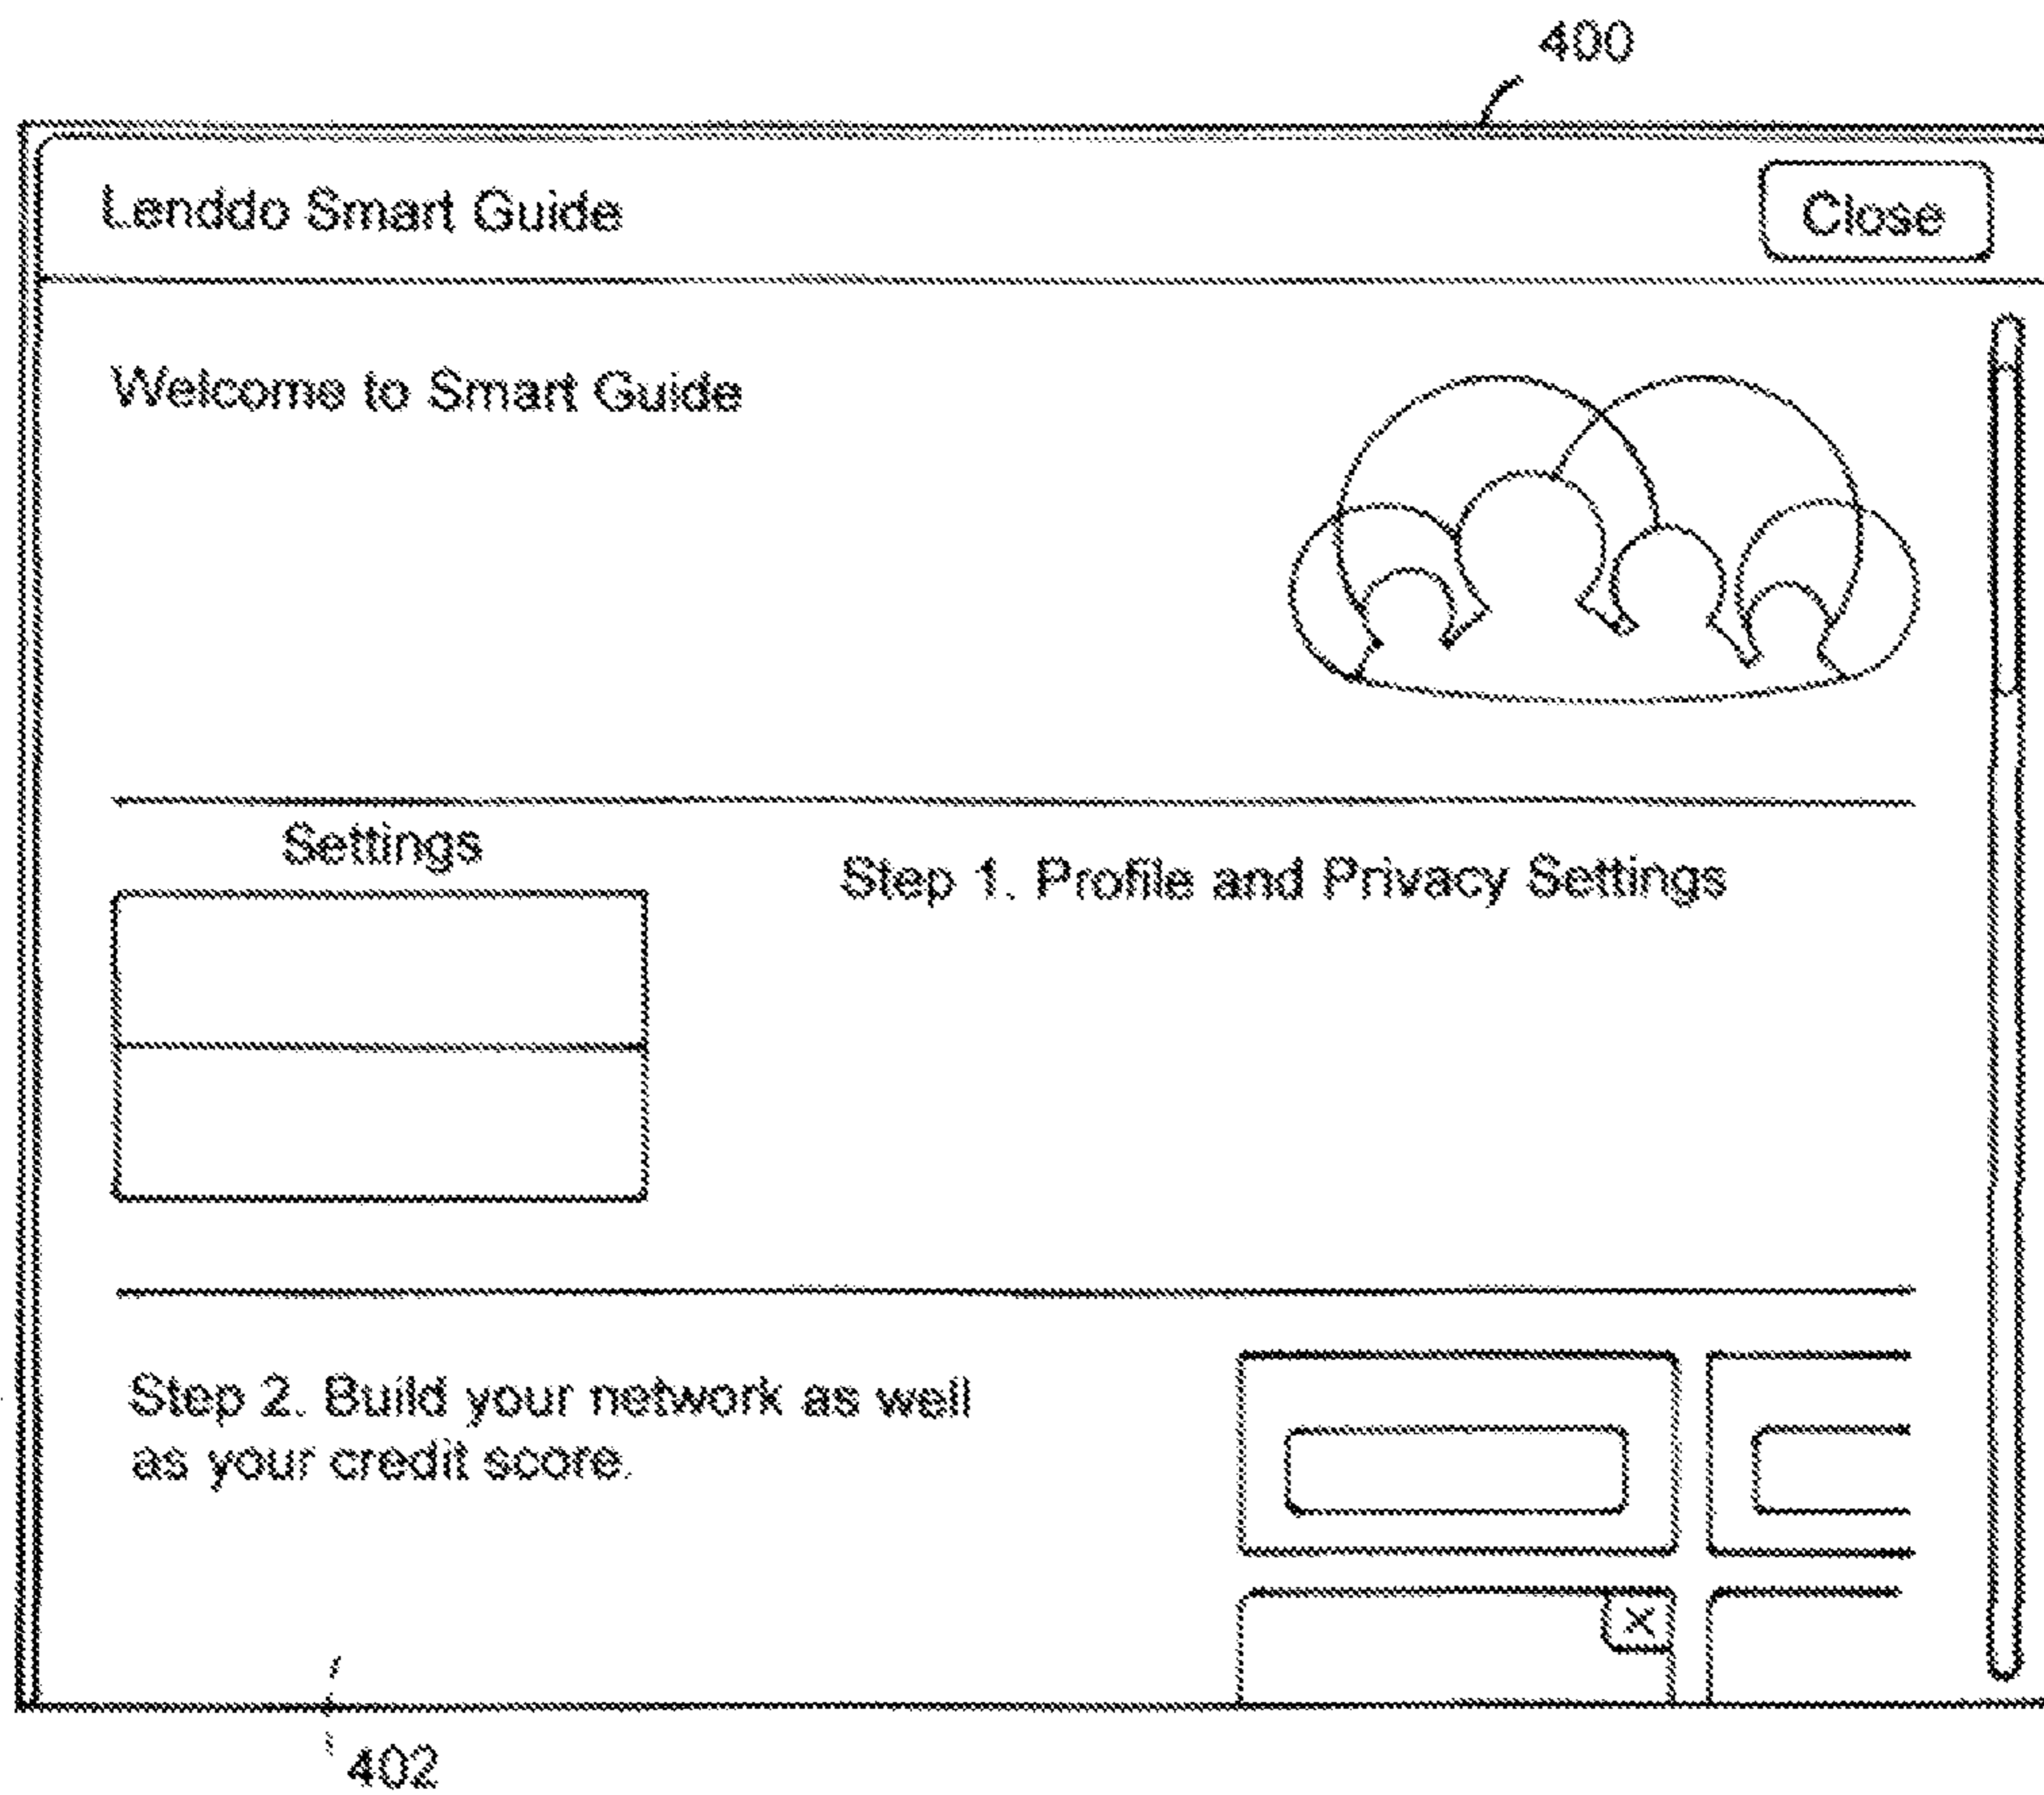 400
Lenddo Smart Guide
Close
Welcome to Smart Guide
Settings
Step 1. Profile and Privacy Settings
Step 2. Build your network as well
as your credit score.
X
402